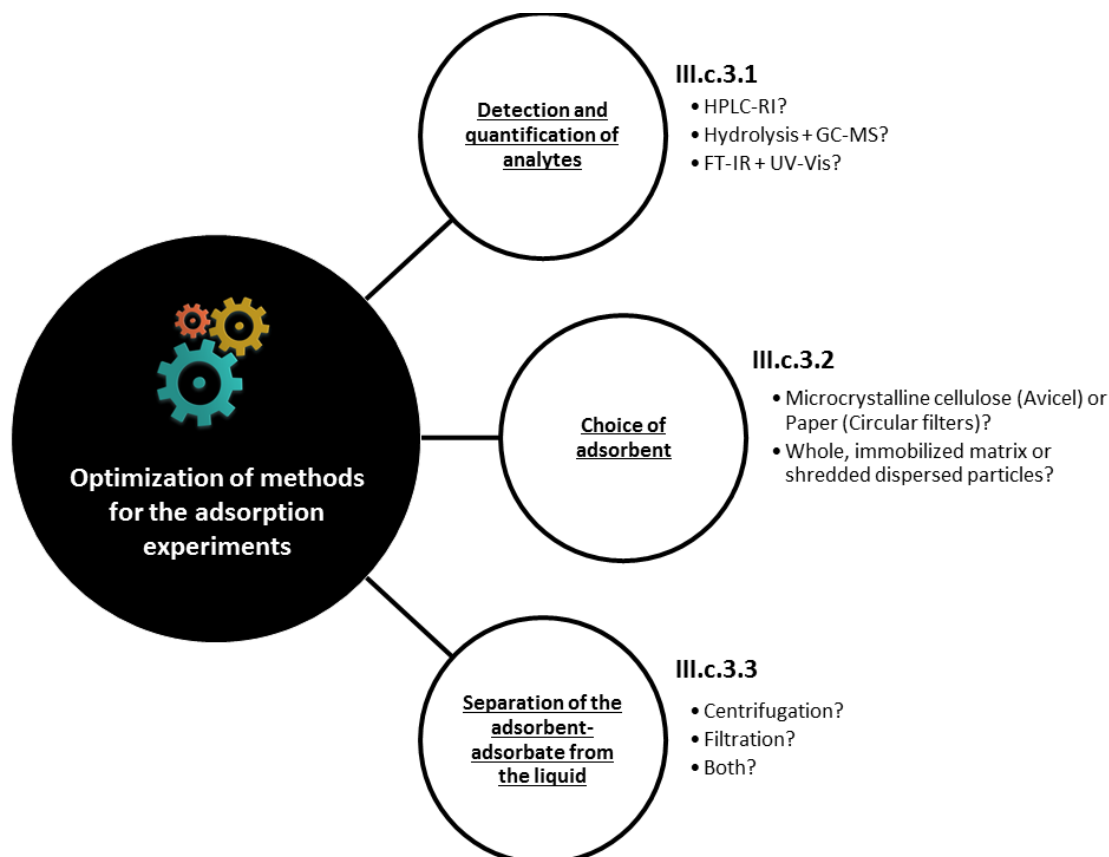 Optimization of methods
for the adsorption
experiments
Detection and
quantification of
analytes
III.c.3.1
• HPLC-RI?
• Hydrolysis + GC-MS?
• FT-IR + UV-Vis?
Choice of
adsorbent
III.c.3.2
• Microcrystalline cellulose (Avicel) or
Paper (Circular filters)?
• Whole, immobilized matrix or
shredded dispersed particles?
Separation of the
adsorbent-
adsorbate from
the liquid
III.c.3.3
• Centrifugation?
• Filtration?
• Both?